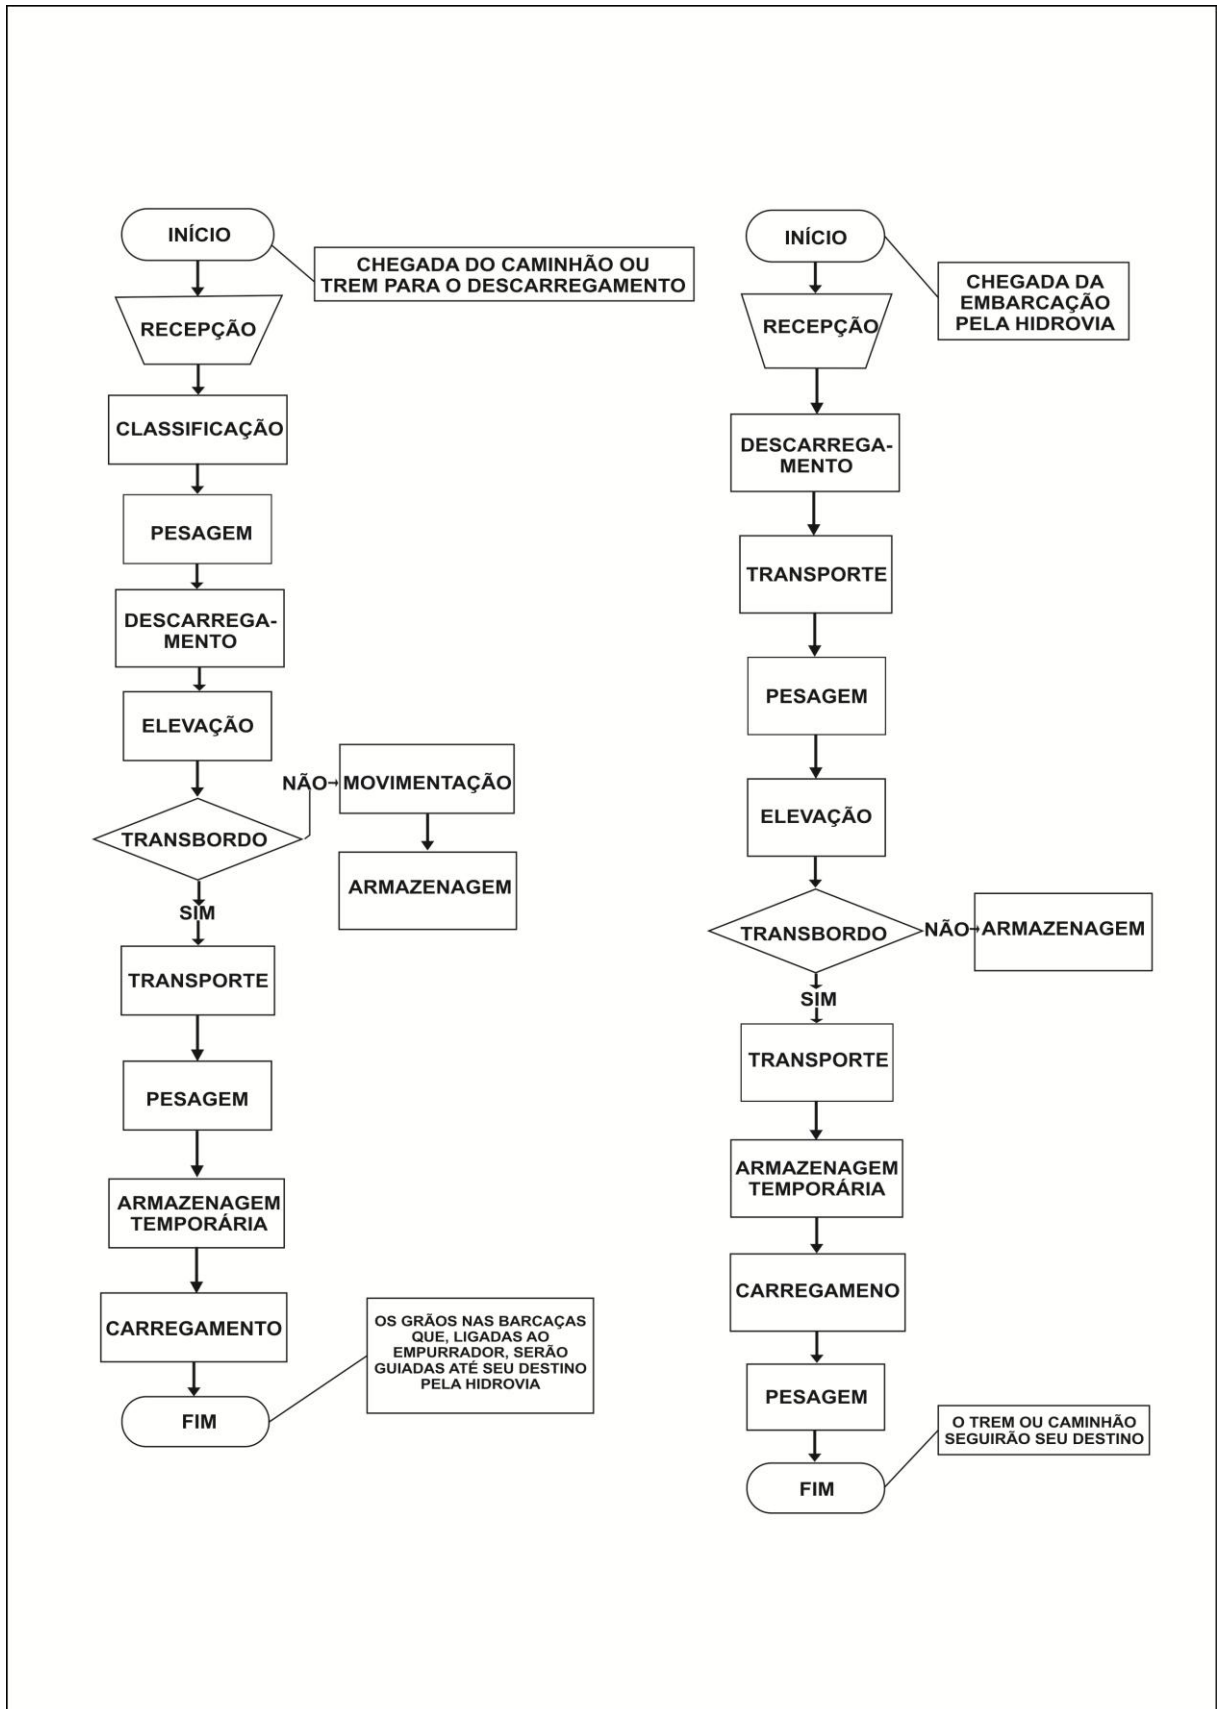 INÍCIO
CHEGADA DO CAMINHÃO OU
TREM PARA O DESCARREGAMENTO
RECEPÇÃO
CLASSIFICAÇÃO
PESAGEM
DESCARREGA-
MENTO
ELEVAÇÃO
TRANSBORDO
NÃO
MOVIMENTAÇÃO
ARMAZENAGEM
SIM
TRANSPORTE
PESAGEM
ARMAZENAGEM
TEMPORÁRIA
CARREGAMENTO
OS GRÃOS NAS BARCAÇAS
QUE, LIGADAS AO
EMPURRADOR, SERÃO
GUIADAS ATÉ SEU DESTINO
PELA HIDROVIA
FIM
INÍCIO
CHEGADA DA
EMBARCAÇÃO
PELA HIDROVIA
RECEPÇÃO
DESCARREGA-
MENTO
TRANSPORTE
PESAGEM
ELEVAÇÃO
TRANSBORDO
NÃO
ARMAZENAGEM
SIM
TRANSPORTE
ARMAZENAGEM
TEMPORÁRIA
CARREGAMENO
PESAGEM
O TREM OU CAMINHÃO
SEGUIRÃO SEU DESTINO
FIM